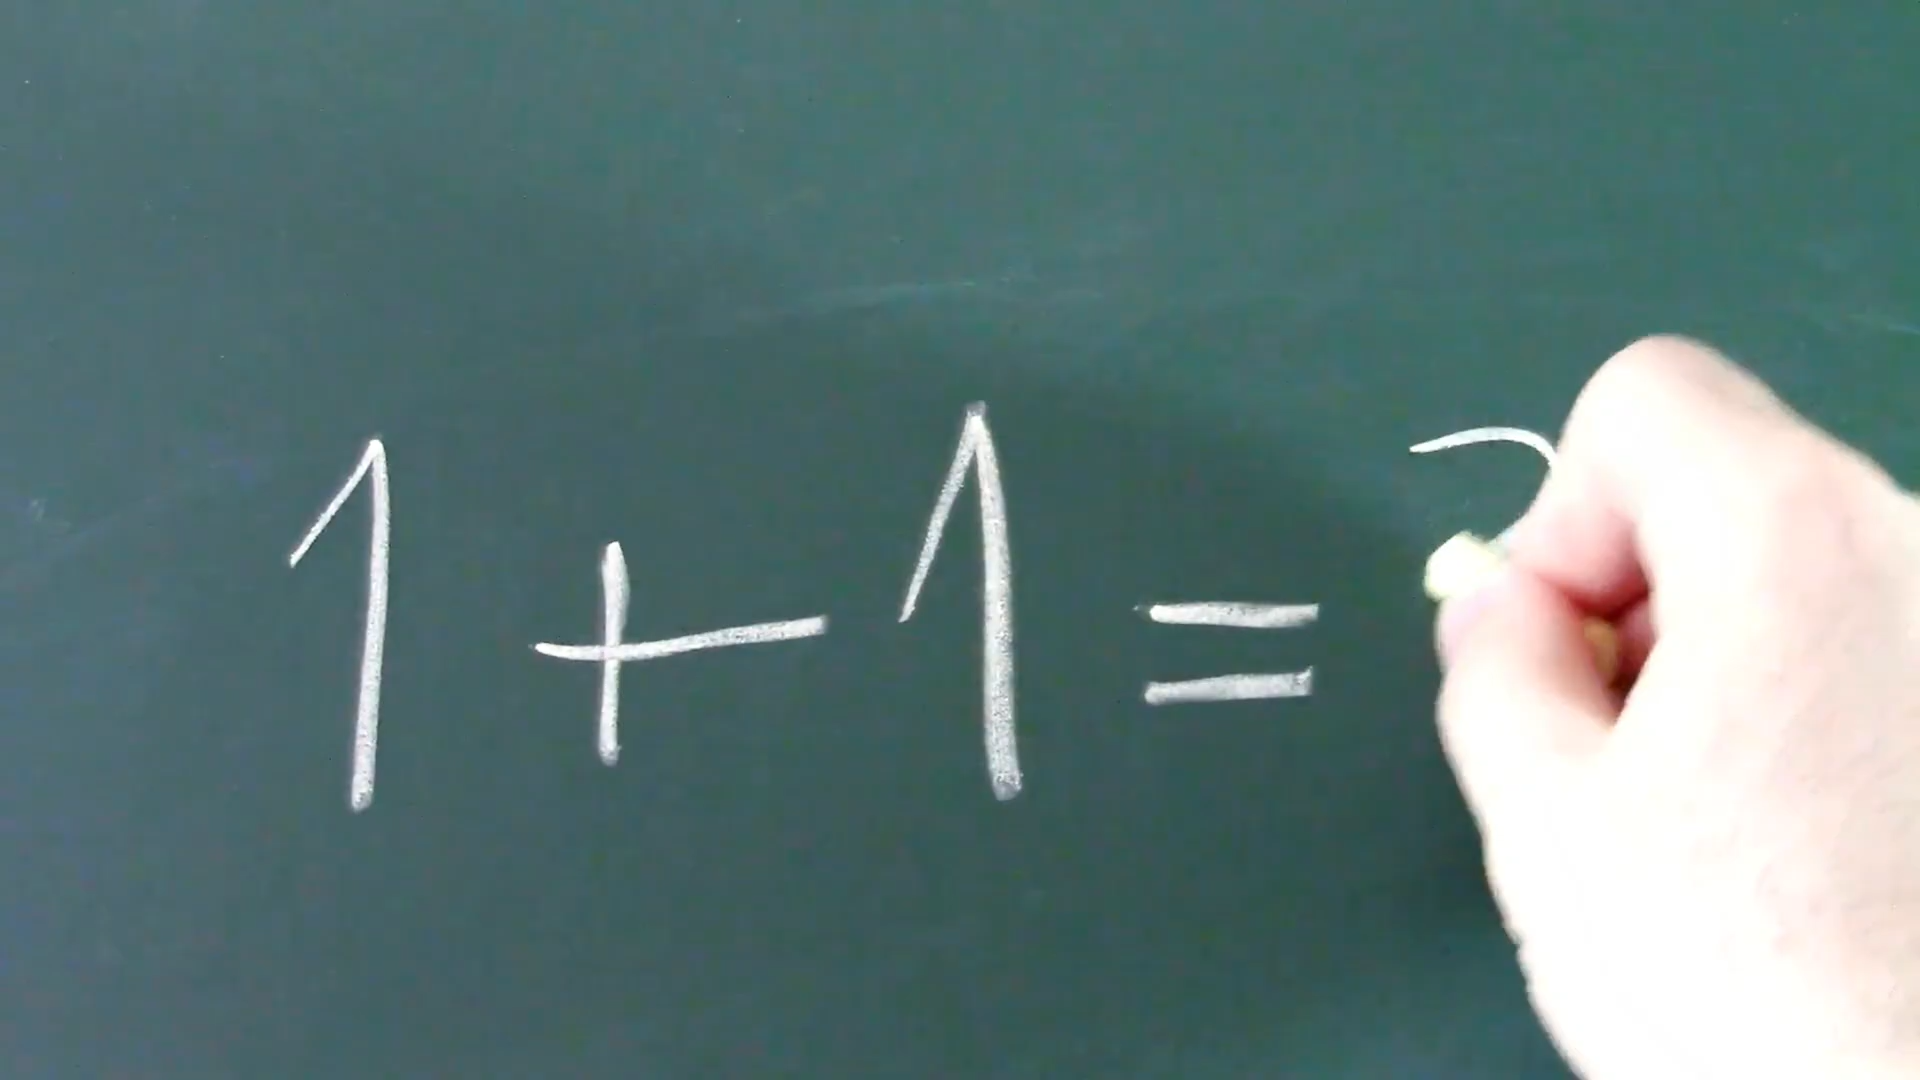 1 + 1 =